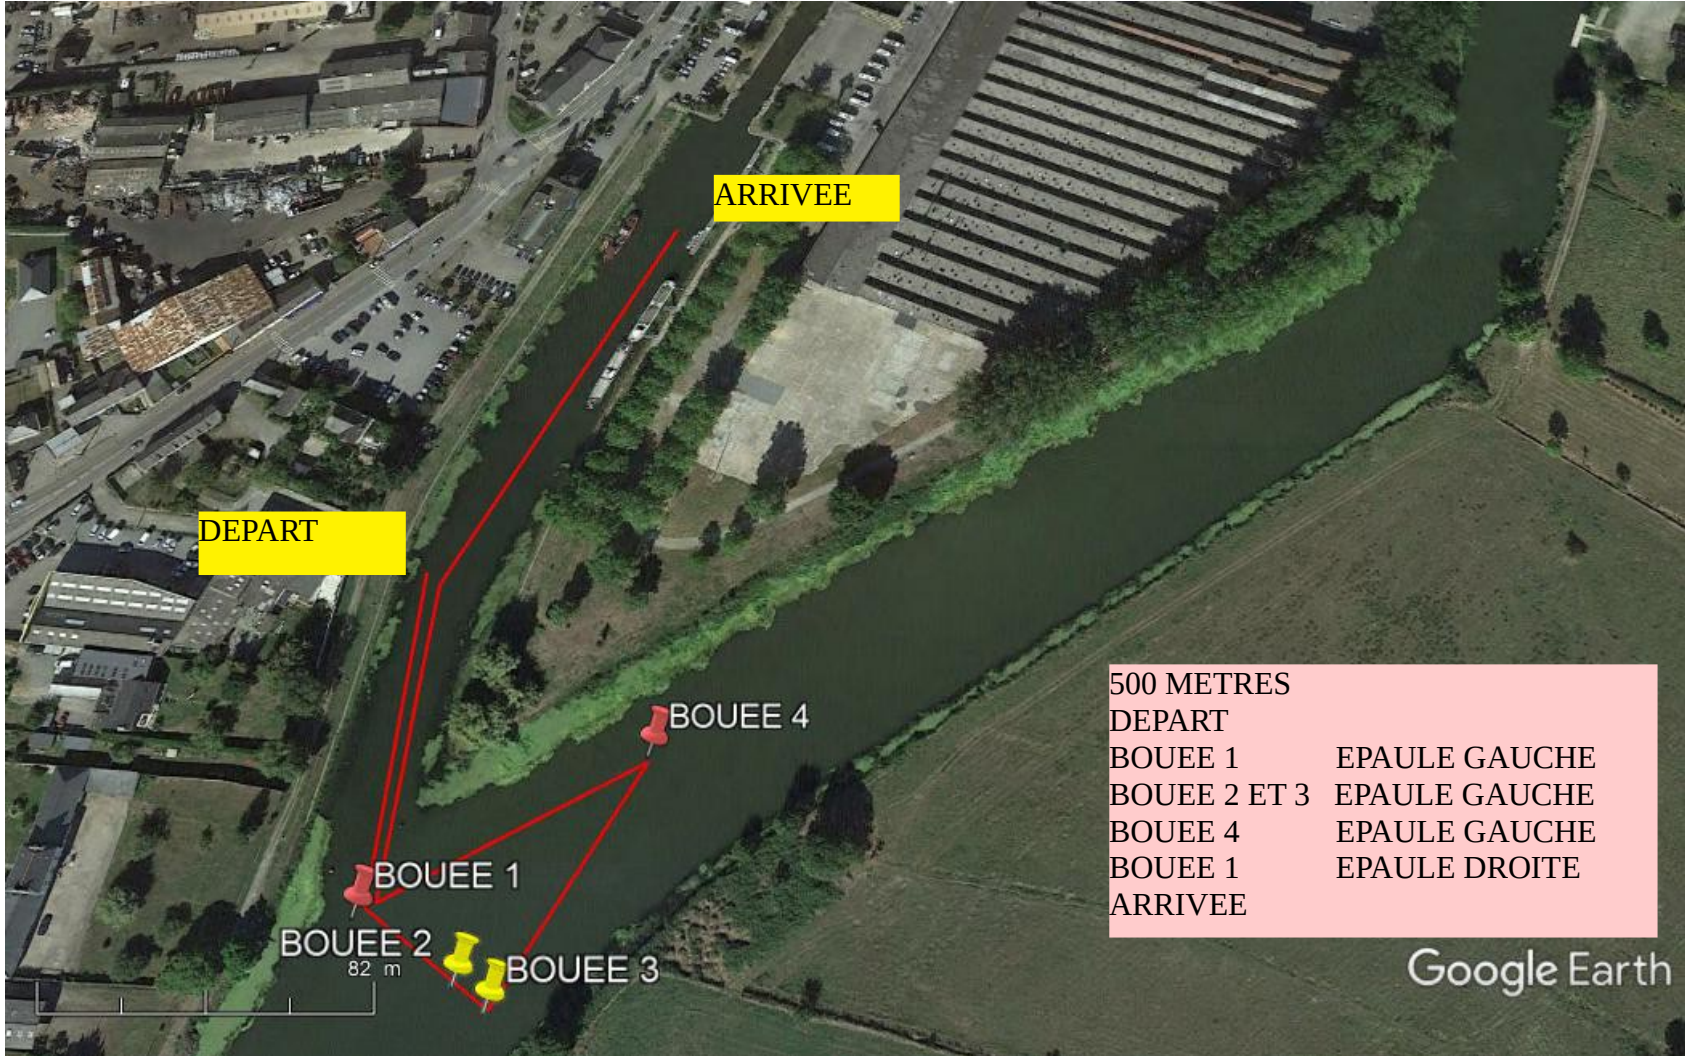 ARRIVEE
DEPART
BOUEE 4
500 METRES
DEPART
BOUEE 1 EPAULE GAUCHE
BOUEE 2 ET 3 EPAULE GAUCHE
BOUEE 4 EPAULE GAUCHE
BOUEE 1 EPAULE DROITE
ARRIVEE
BOUEE 1
BOUEE 2
BOUEE 3
82 m
Google Earth